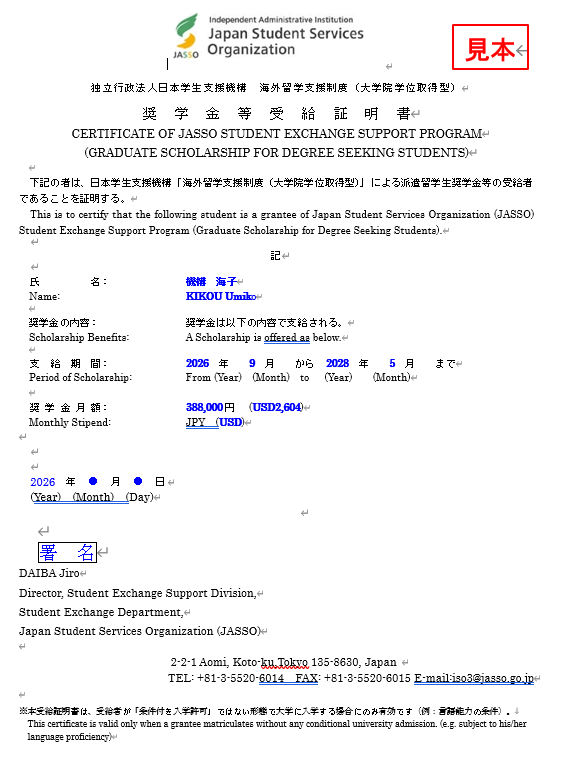 Independent Administrative Institution
Japan Student Services
Organization
JASSO
見本
独立行政法人日本学生支援機構　海外留学支援制度（大学院学位取得型）
奨　学　金　等　受　給　証　明　書
CERTIFICATE OF JASSO STUDENT EXCHANGE SUPPORT PROGRAM
(GRADUATE SCHOLARSHIP FOR DEGREE SEEKING STUDENTS)
下記の者は、日本学生支援機構「海外留学支援制度（大学院学位取得型）」による派遣留学生奨学金等の受給者
であることを証明する。
This is to certify that the following student is a grantee of Japan Student Services Organization (JASSO)
Student Exchange Support Program (Graduate Scholarship for Degree Seeking Students).
記
氏　　　　　名：　機構　海子
Name:　KIKOU Umiko
奨学金の内容：　奨学金は以下の内容で支給される。
Scholarship Benefits:　A Scholarship is offered as below.
支　給　期　間：　2026　年　9　月　から　2028　年　5　月　まで
Period of Scholarship:　From (Year)　(Month)　to　(Year)　(Month)
奨 学 金 月 額：　388,000円　（USD2,604)
Monthly Stipend:　JPY　(USD)
2026　年　●　月　●　日
(Year)　(Month)　(Day)
署　名
DAIBA Jiro
Director, Student Exchange Support Division,
Student Exchange Department,
Japan Student Services Organization (JASSO)
2-2-1 Aomi, Koto-ku,Tokyo 135-8630, Japan
TEL: +81-3-5520-6014　FAX: +81-3-5520-6015 E-mail:iso3@jasso.go.jp
※本受給証明書は、受給者が「条件付き入学許可」ではない形態で大学に入学する場合にのみ有効です（例：言語能力の条件）．
This certificate is valid only when a grantee matriculates without any conditional university admission. (e.g. subject to his/her
language proficiency)